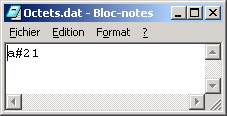 Octets.dat - Bloc-notes
Fichier Edition Format ?
a#21